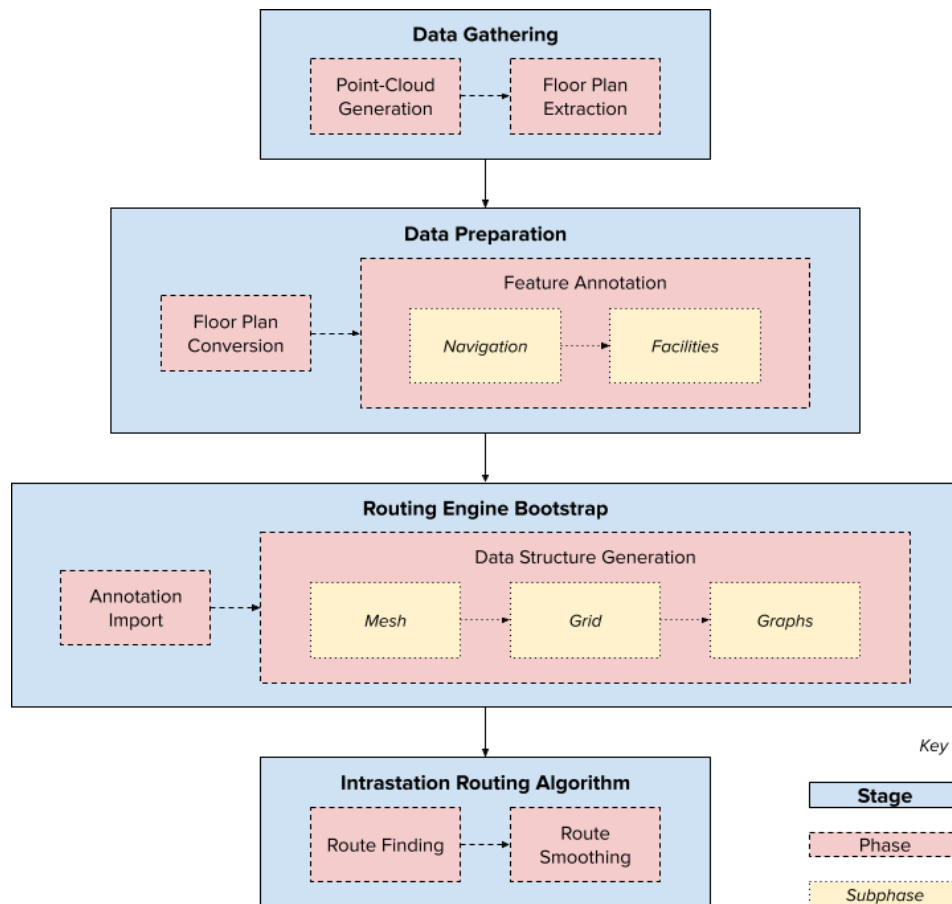 Data Gathering
Point-Cloud
Generation
Floor Plan
Extraction
Data Preparation
Feature Annotation
Floor Plan
Conversion
Navigation
Facilities
Routing Engine Bootstrap
Data Structure Generation
Annotation
Import
Mesh
Grid
Graphs
Key
Intrastation Routing Algorithm
Route Finding
Route
Smoothing
Stage
Phase
Subphase